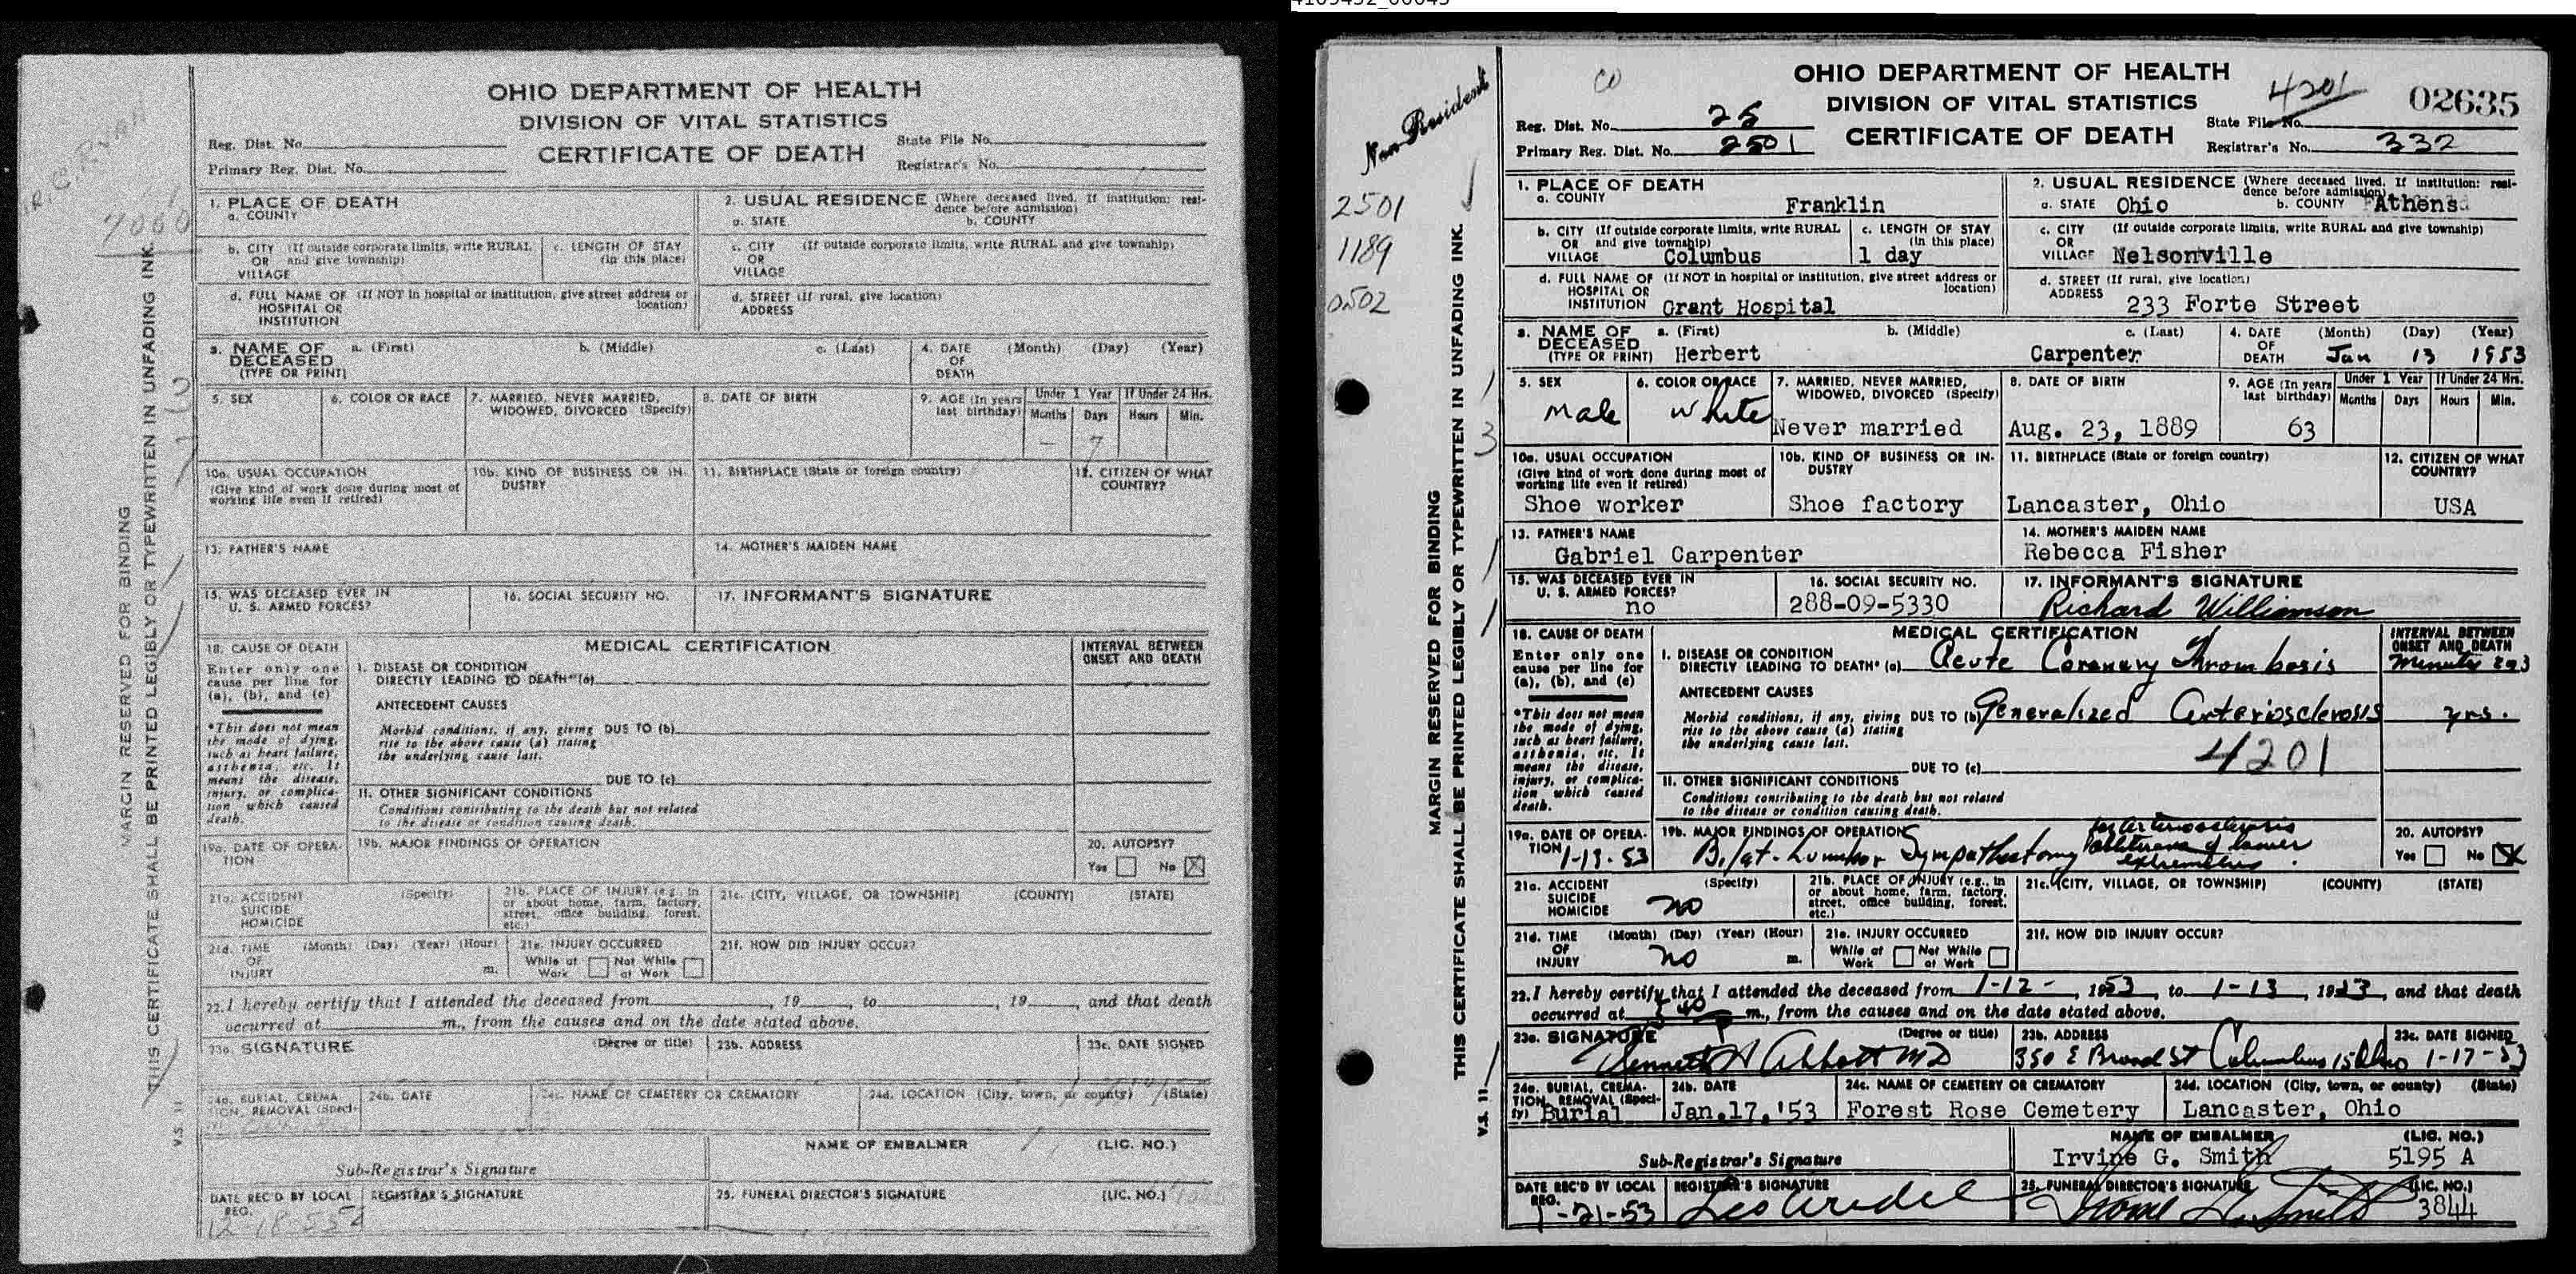 OHIO DEPARTMENT OF HEALTH
DIVISION OF VITAL STATISTICS
CERTIFICATE OF DEATH
Reg. Dist. No.
Primary Reg. Dist. No.
State File No.
Registrar's No.
7060
MARGIN RESERVED FOR BINDING
THIS CERTIFICATE SHALL BE PRINTED LEGIBLY OR TYPEWRITTEN IN UNFADING INK.
V.S. 11
1. PLACE OF DEATH
a. COUNTY
2. USUAL RESIDENCE (Where deceased lived. If institution: resi-
dence before admission)
a. STATE b. COUNTY
b. CITY (If outside corporate limits, write RURAL
OR and give township)
VILLAGE
c. LENGTH OF STAY
(in this place)
c. CITY (If outside corporate limits, write RURAL and give township)
OR
VILLAGE
d. FULL NAME OF (If NOT in hospital or institution, give street address or
HOSPITAL OR location)
INSTITUTION
d. STREET (If rural, give location)
ADDRESS
3. NAME OF a. (First) b. (Middle) c. (Last)
DECEASED
(TYPE OR PRINT)
4. DATE (Month) (Day) (Year)
OF
DEATH
5. SEX
6. COLOR OR RACE
7. MARRIED, NEVER MARRIED,
WIDOWED, DIVORCED (Specify)
8. DATE OF BIRTH
9. AGE (In years
last birthday)
Under 1 Year If Under 24 Hrs.
Months Days Hours Min.
– 7
10a. USUAL OCCUPATION
(Give kind of work done during most of
working life even if retired)
10b. KIND OF BUSINESS OR IN-
DUSTRY
11. BIRTHPLACE (State or foreign country)
12. CITIZEN OF WHAT
COUNTRY?
13. FATHER'S NAME
14. MOTHER'S MAIDEN NAME
15. WAS DECEASED EVER IN
U. S. ARMED FORCES?
16. SOCIAL SECURITY NO.
17. INFORMANT'S SIGNATURE
18. CAUSE OF DEATH
Enter only one
cause per line for
(a), (b), and (c)
*This does not mean
the mode of dying,
such as heart failure,
asthenia, etc. It
means the disease,
injury, or complica-
tion which caused
death.
MEDICAL CERTIFICATION
INTERVAL BETWEEN
ONSET AND DEATH
I. DISEASE OR CONDITION
DIRECTLY LEADING TO DEATH* (a)
ANTECEDENT CAUSES
Morbid conditions, if any, giving DUE TO (b)
rise to the above cause (a) stating
the underlying cause last.
DUE TO (c)
II. OTHER SIGNIFICANT CONDITIONS
Conditions contributing to the death but not related
to the disease or condition causing death.
19a. DATE OF OPERA-
TION
19b. MAJOR FINDINGS OF OPERATION
20. AUTOPSY?
Yes No X
21a. ACCIDENT (Specify)
SUICIDE
HOMICIDE
21b. PLACE OF INJURY (e.g., in
or about home, farm, factory,
street, office building, forest,
etc.)
21c. (CITY, VILLAGE, OR TOWNSHIP) (COUNTY) (STATE)
21d. TIME (Month) (Day) (Year) (Hour)
OF
INJURY m.
21e. INJURY OCCURRED
While at Not While
Work at Work
21f. HOW DID INJURY OCCUR?
22. I hereby certify that I attended the deceased from , 19 , to , 19 , and that death
occurred at m., from the causes and on the date stated above.
23a. SIGNATURE (Degree or title)
23b. ADDRESS
23c. DATE SIGNED
24a. BURIAL, CREMA-
TION, REMOVAL (Speci-
fy)
24b. DATE
24c. NAME OF CEMETERY OR CREMATORY
24d. LOCATION (City, town, or county) (State)
Sub-Registrar's Signature
NAME OF EMBALMER (LIC. NO.)
DATE REC'D BY LOCAL
REG.
REGISTRAR'S SIGNATURE
25. FUNERAL DIRECTOR'S SIGNATURE (LIC. NO.)
CO
Non Resident
2501
1189
0502
3
OHIO DEPARTMENT OF HEALTH
DIVISION OF VITAL STATISTICS
CERTIFICATE OF DEATH
4201
02635
Reg. Dist. No. 25
Primary Reg. Dist. No. 2501
State File No.
Registrar's No. 332
MARGIN RESERVED FOR BINDING
THIS CERTIFICATE SHALL BE PRINTED LEGIBLY OR TYPEWRITTEN IN UNFADING INK.
V.S. 11
1. PLACE OF DEATH
a. COUNTY Franklin
2. USUAL RESIDENCE (Where deceased lived. If institution: resi-
dence before admission)
a. STATE Ohio b. COUNTY Athens
b. CITY (If outside corporate limits, write RURAL
OR and give township)
VILLAGE Columbus
c. LENGTH OF STAY
(in this place)
1 day
c. CITY (If outside corporate limits, write RURAL and give township)
OR
VILLAGE Nelsonville
d. FULL NAME OF (If NOT in hospital or institution, give street address or
HOSPITAL OR location)
INSTITUTION Grant Hospital
d. STREET (If rural, give location)
ADDRESS
233 Forte Street
3. NAME OF a. (First) b. (Middle) c. (Last)
DECEASED
(TYPE OR PRINT) Herbert Carpenter
4. DATE (Month) (Day) (Year)
OF
DEATH Jan 13 1953
5. SEX
Male
6. COLOR OR RACE
White
7. MARRIED, NEVER MARRIED,
WIDOWED, DIVORCED (Specify)
Never married
8. DATE OF BIRTH
Aug. 23, 1889
9. AGE (In years
last birthday)
63
Under 1 Year If Under 24 Hrs.
Months Days Hours Min.
10a. USUAL OCCUPATION
(Give kind of work done during most of
working life even if retired)
Shoe worker
10b. KIND OF BUSINESS OR IN-
DUSTRY
Shoe factory
11. BIRTHPLACE (State or foreign country)
Lancaster, Ohio
12. CITIZEN OF WHAT
COUNTRY?
USA
13. FATHER'S NAME
Gabriel Carpenter
14. MOTHER'S MAIDEN NAME
Rebecca Fisher
15. WAS DECEASED EVER IN
U. S. ARMED FORCES?
no
16. SOCIAL SECURITY NO.
288-09-5330
17. INFORMANT'S SIGNATURE
Richard Williamson
18. CAUSE OF DEATH
Enter only one
cause per line for
(a), (b), and (c)
*This does not mean
the mode of dying,
such as heart failure,
asthenia, etc. It
means the disease,
injury, or complica-
tion which caused
death.
MEDICAL CERTIFICATION
INTERVAL BETWEEN
ONSET AND DEATH
I. DISEASE OR CONDITION
DIRECTLY LEADING TO DEATH* (a) Acute Coronary Thrombosis
ANTECEDENT CAUSES
Morbid conditions, if any, giving DUE TO (b) Generalized Arteriosclerosis yrs.
rise to the above cause (a) stating
the underlying cause last.
4201
DUE TO (c)
II. OTHER SIGNIFICANT CONDITIONS
Conditions contributing to the death but not related
to the disease or condition causing death.
19a. DATE OF OPERA-
TION 1-13-53
19b. MAJOR FINDINGS OF OPERATION
Bilat. Lumbar Sympathectomy for arteriosclerosis obliterans of lower extremities.
20. AUTOPSY?
Yes No X
21a. ACCIDENT (Specify)
SUICIDE
HOMICIDE no
21b. PLACE OF INJURY (e.g., in
or about home, farm, factory,
street, office building, forest,
etc.)
21c. (CITY, VILLAGE, OR TOWNSHIP) (COUNTY) (STATE)
21d. TIME (Month) (Day) (Year) (Hour)
OF
INJURY no m.
21e. INJURY OCCURRED
While at Not While
Work at Work
21f. HOW DID INJURY OCCUR?
22. I hereby certify that I attended the deceased from 1-12-, 1953, to 1-13, 1953, and that death
occurred at 5 40 P m., from the causes and on the date stated above.
23a. SIGNATURE (Degree or title)
Kenneth H Abbott MD
23b. ADDRESS
350 E Broad St Columbus 15 Ohio
23c. DATE SIGNED
1-17-53
24a. BURIAL, CREMA-
TION, REMOVAL (Speci-
fy) Burial
24b. DATE
Jan.17,'53
24c. NAME OF CEMETERY OR CREMATORY
Forest Rose Cemetery
24d. LOCATION (City, town, or county) (State)
Lancaster, Ohio
Sub-Registrar's Signature
NAME OF EMBALMER (LIC. NO.)
Irvine G. Smith 5195 A
DATE REC'D BY LOCAL
REG.
1-21-53
REGISTRAR'S SIGNATURE
25. FUNERAL DIRECTOR'S SIGNATURE (LIC. NO.)
3844